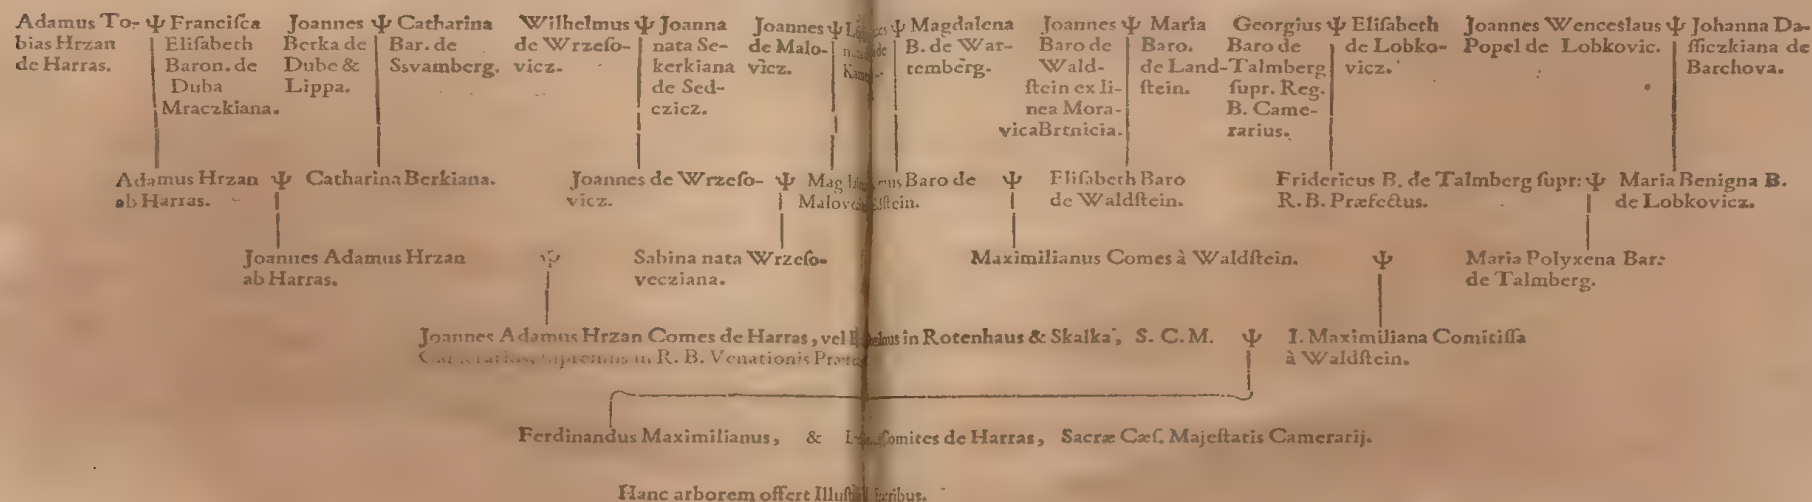 Adamus To-
bias Hrzan
de Harras.
Ψ
Franciſca
Eliſabeth
Baron. de
Duba
Mraczkiana.
Joannes
Berka de
Dube &
Lippa.
Ψ
Catharina
Bar. de
Ssvamberg.
Wilhelmus
de Wrzeſo-
vicz.
Ψ
Joanna
nata Se-
kerkiana
de Sed-
czicz.
Joannes
de Malo-
vicz.
Ψ
Ψ
Magdalena
B. de War-
temberg.
Joannes
Baro de
Wald-
ſtein ex li-
nea Mora-
vica Brtnicia.
Ψ
Maria
Baro.
de Land-
ſtein.
Georgius
Baro de
Talmberg
ſupr. Reg.
B. Came-
rarius.
Ψ
Eliſabeth
de Lobko-
vicz.
Joannes Wenceslaus
Popel de Lobkovic.
Ψ
Johanna Da-
ſſiczkiana de
Barchova.
Adamus Hrzan
ab Harras.
Ψ
Catharina Berkiana.
Joannes de Wrzeſo-
vicz.
Ψ
Baro de
Ψ
Eliſabeth Baro
de Waldſtein.
Fridericus B. de Talmberg ſupr:
R. B. Præfectus.
Ψ
Maria Benigna B.
de Lobkovicz.
Joannes Adamus Hrzan
ab Harras.
Ψ
Sabina nata Wrzeſo-
vecziana.
Maximilianus Comes à Waldſtein.
Ψ
Maria Polyxena Bar:
de Talmberg.
Joannes Adamus Hrzan Comes de Harras, vel in Rotenhaus & Skalka, S. C. M.
in R. B. Venationis
Ψ
I. Maximiliana Comitiſſa
à Waldſtein.
Ferdinandus Maximilianus, & Comites de Harras, Sacræ Cæſ. Majeſtatis Camerarij.
Hanc arborem offert